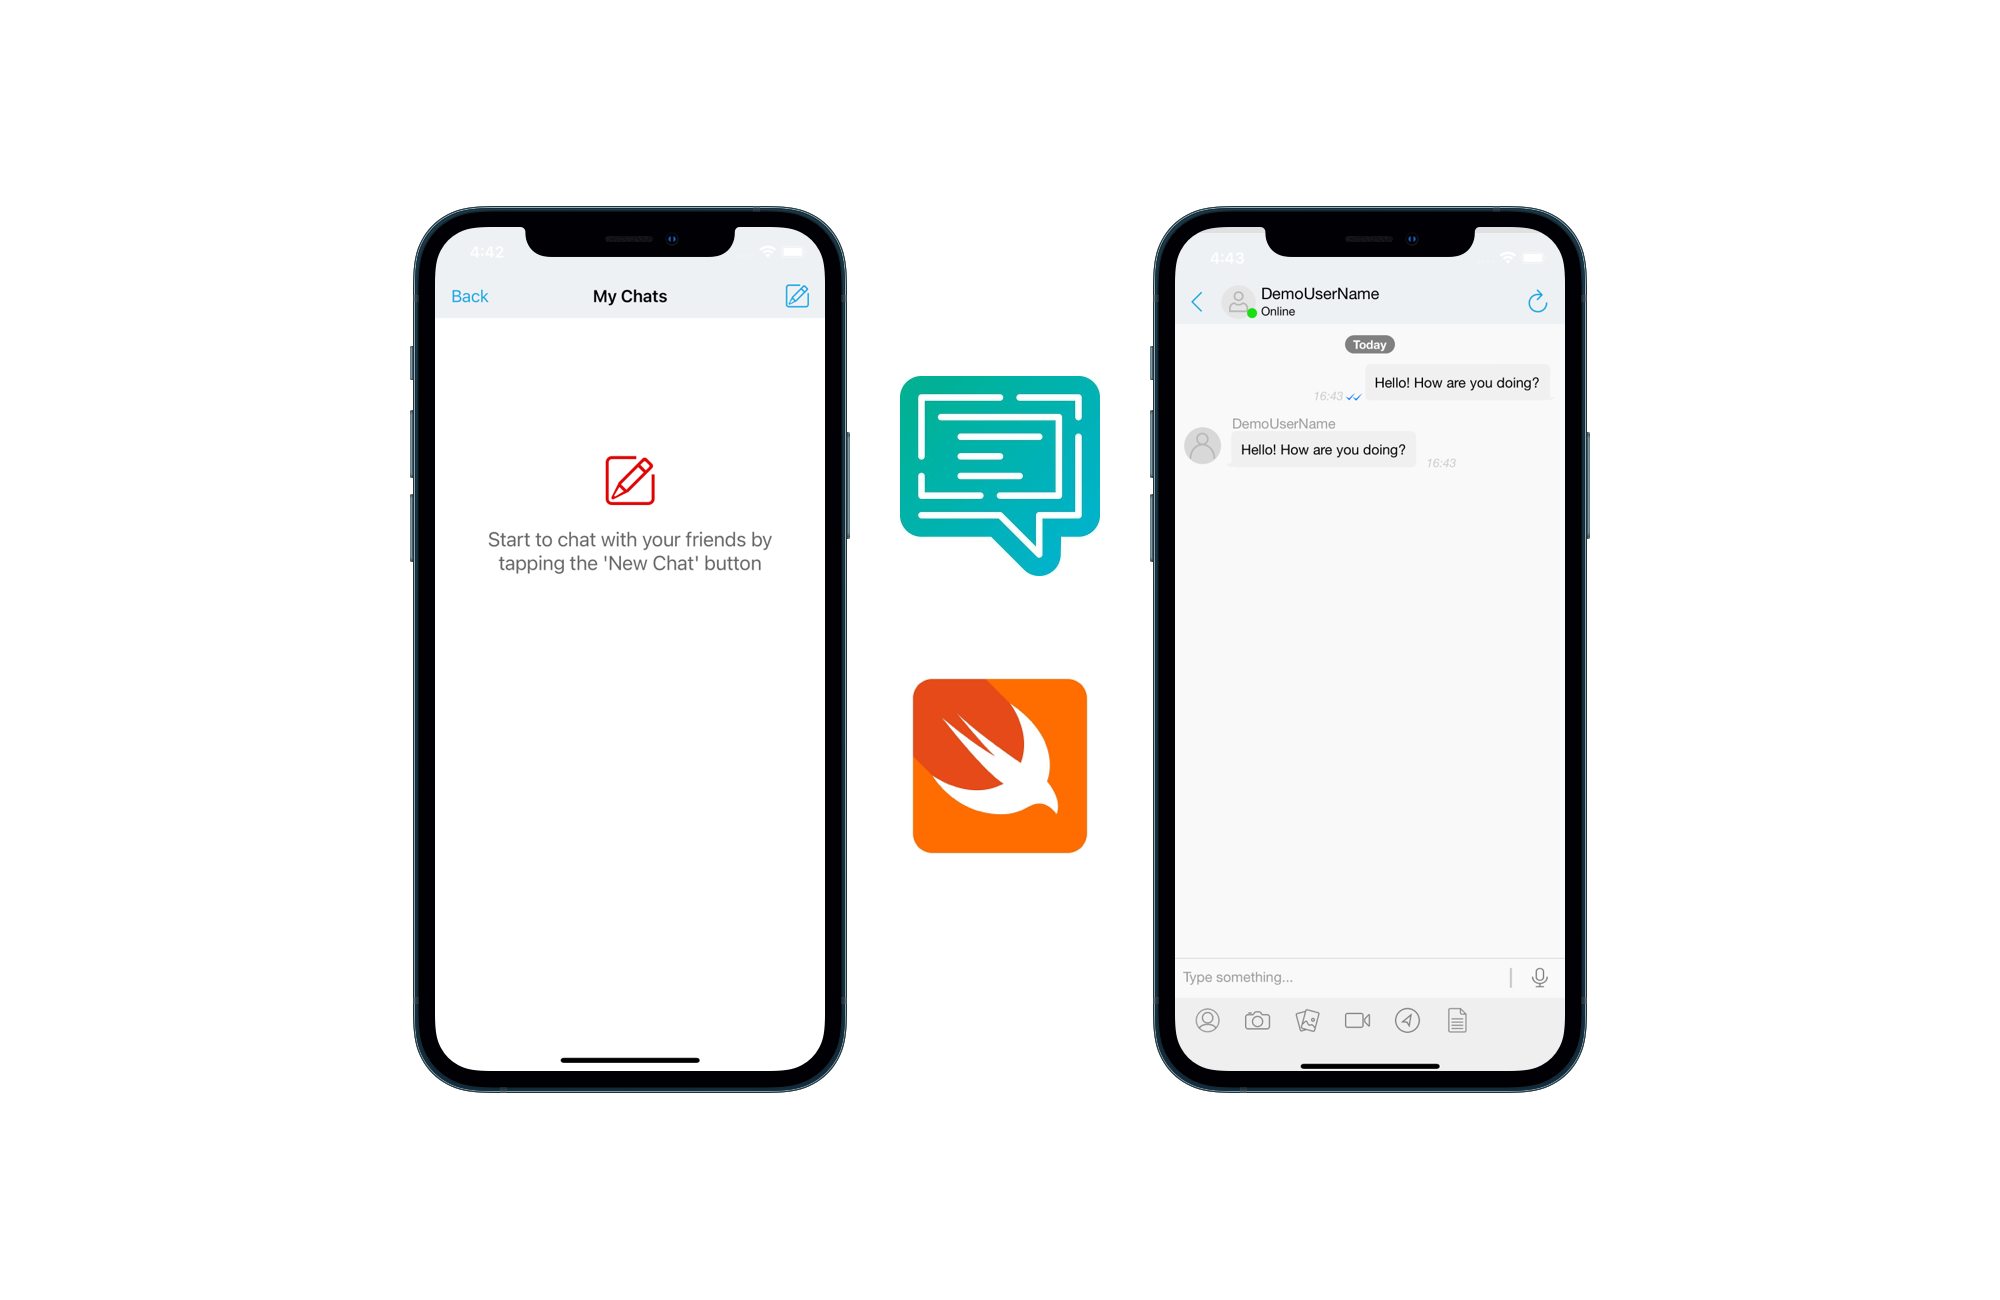 4:42
Back
My Chats
Start to chat with your friends by
tapping the 'New Chat' button
4:43
DemoUserName
Online
Today
Hello! How are you doing?
16:43
DemoUserName
Hello! How are you doing?
16:43
Type something...